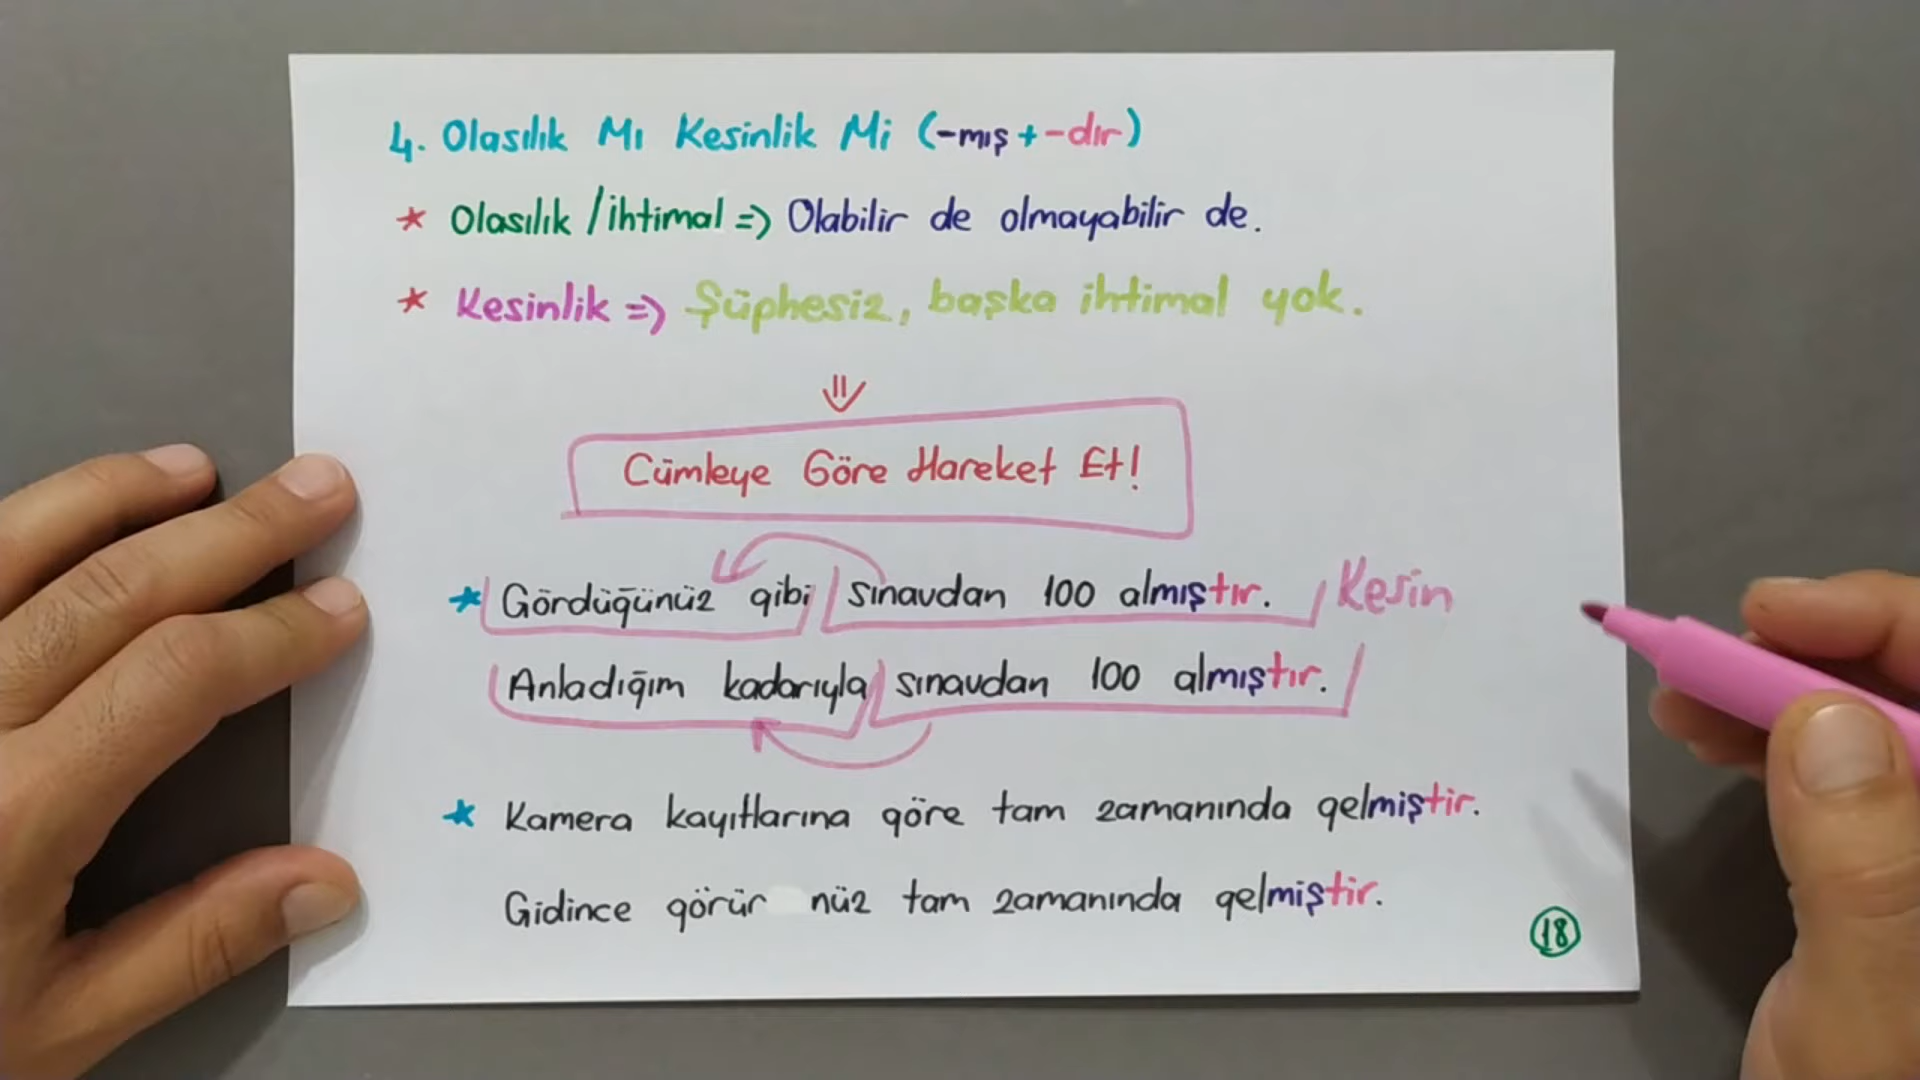 4. Olasılık Mı Kesinlik Mi (-mış + -dır)
* Olasılık / İhtimal => Olabilir de olmayabilir de.
* Kesinlik => Şüphesiz, başka ihtimal yok.
Cümleye Göre Hareket Et!
* Gördüğünüz gibi sınavdan 100 almıştır. Kesin
Anladığım kadarıyla sınavdan 100 almıştır.
* Kamera kayıtlarına göre tam zamanında gelmiştir.
Gidince görür nüz tam zamanında gelmiştir.
18